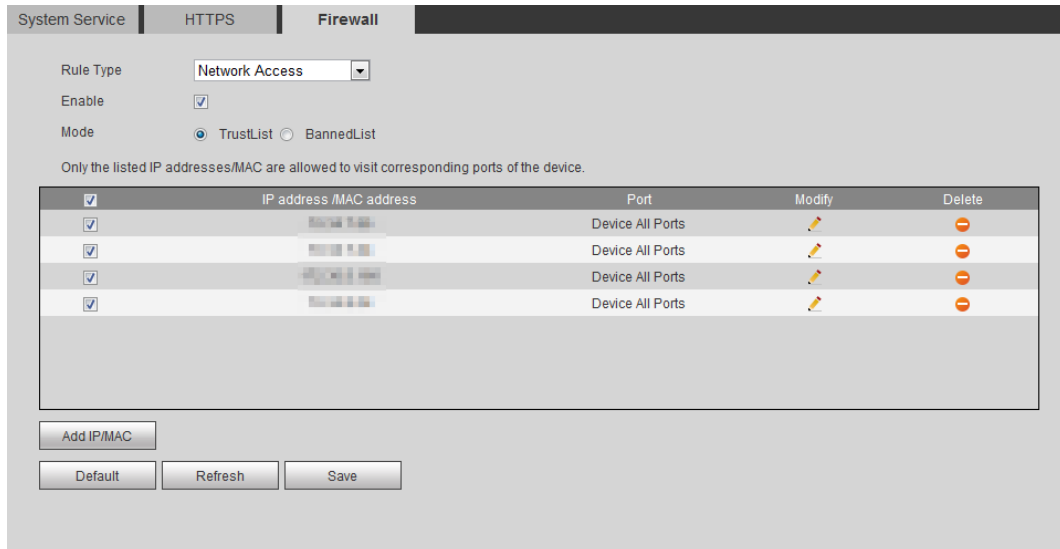 System Service HTTPS Firewall
Rule Type Network Access
Enable
Mode TrustList BannedList
Only the listed IP addresses/MAC are allowed to visit corresponding ports of the device.
IP address /MAC address Port Modify Delete
Device All Ports
Device All Ports
Device All Ports
Device All Ports
Add IP/MAC
Default Refresh Save